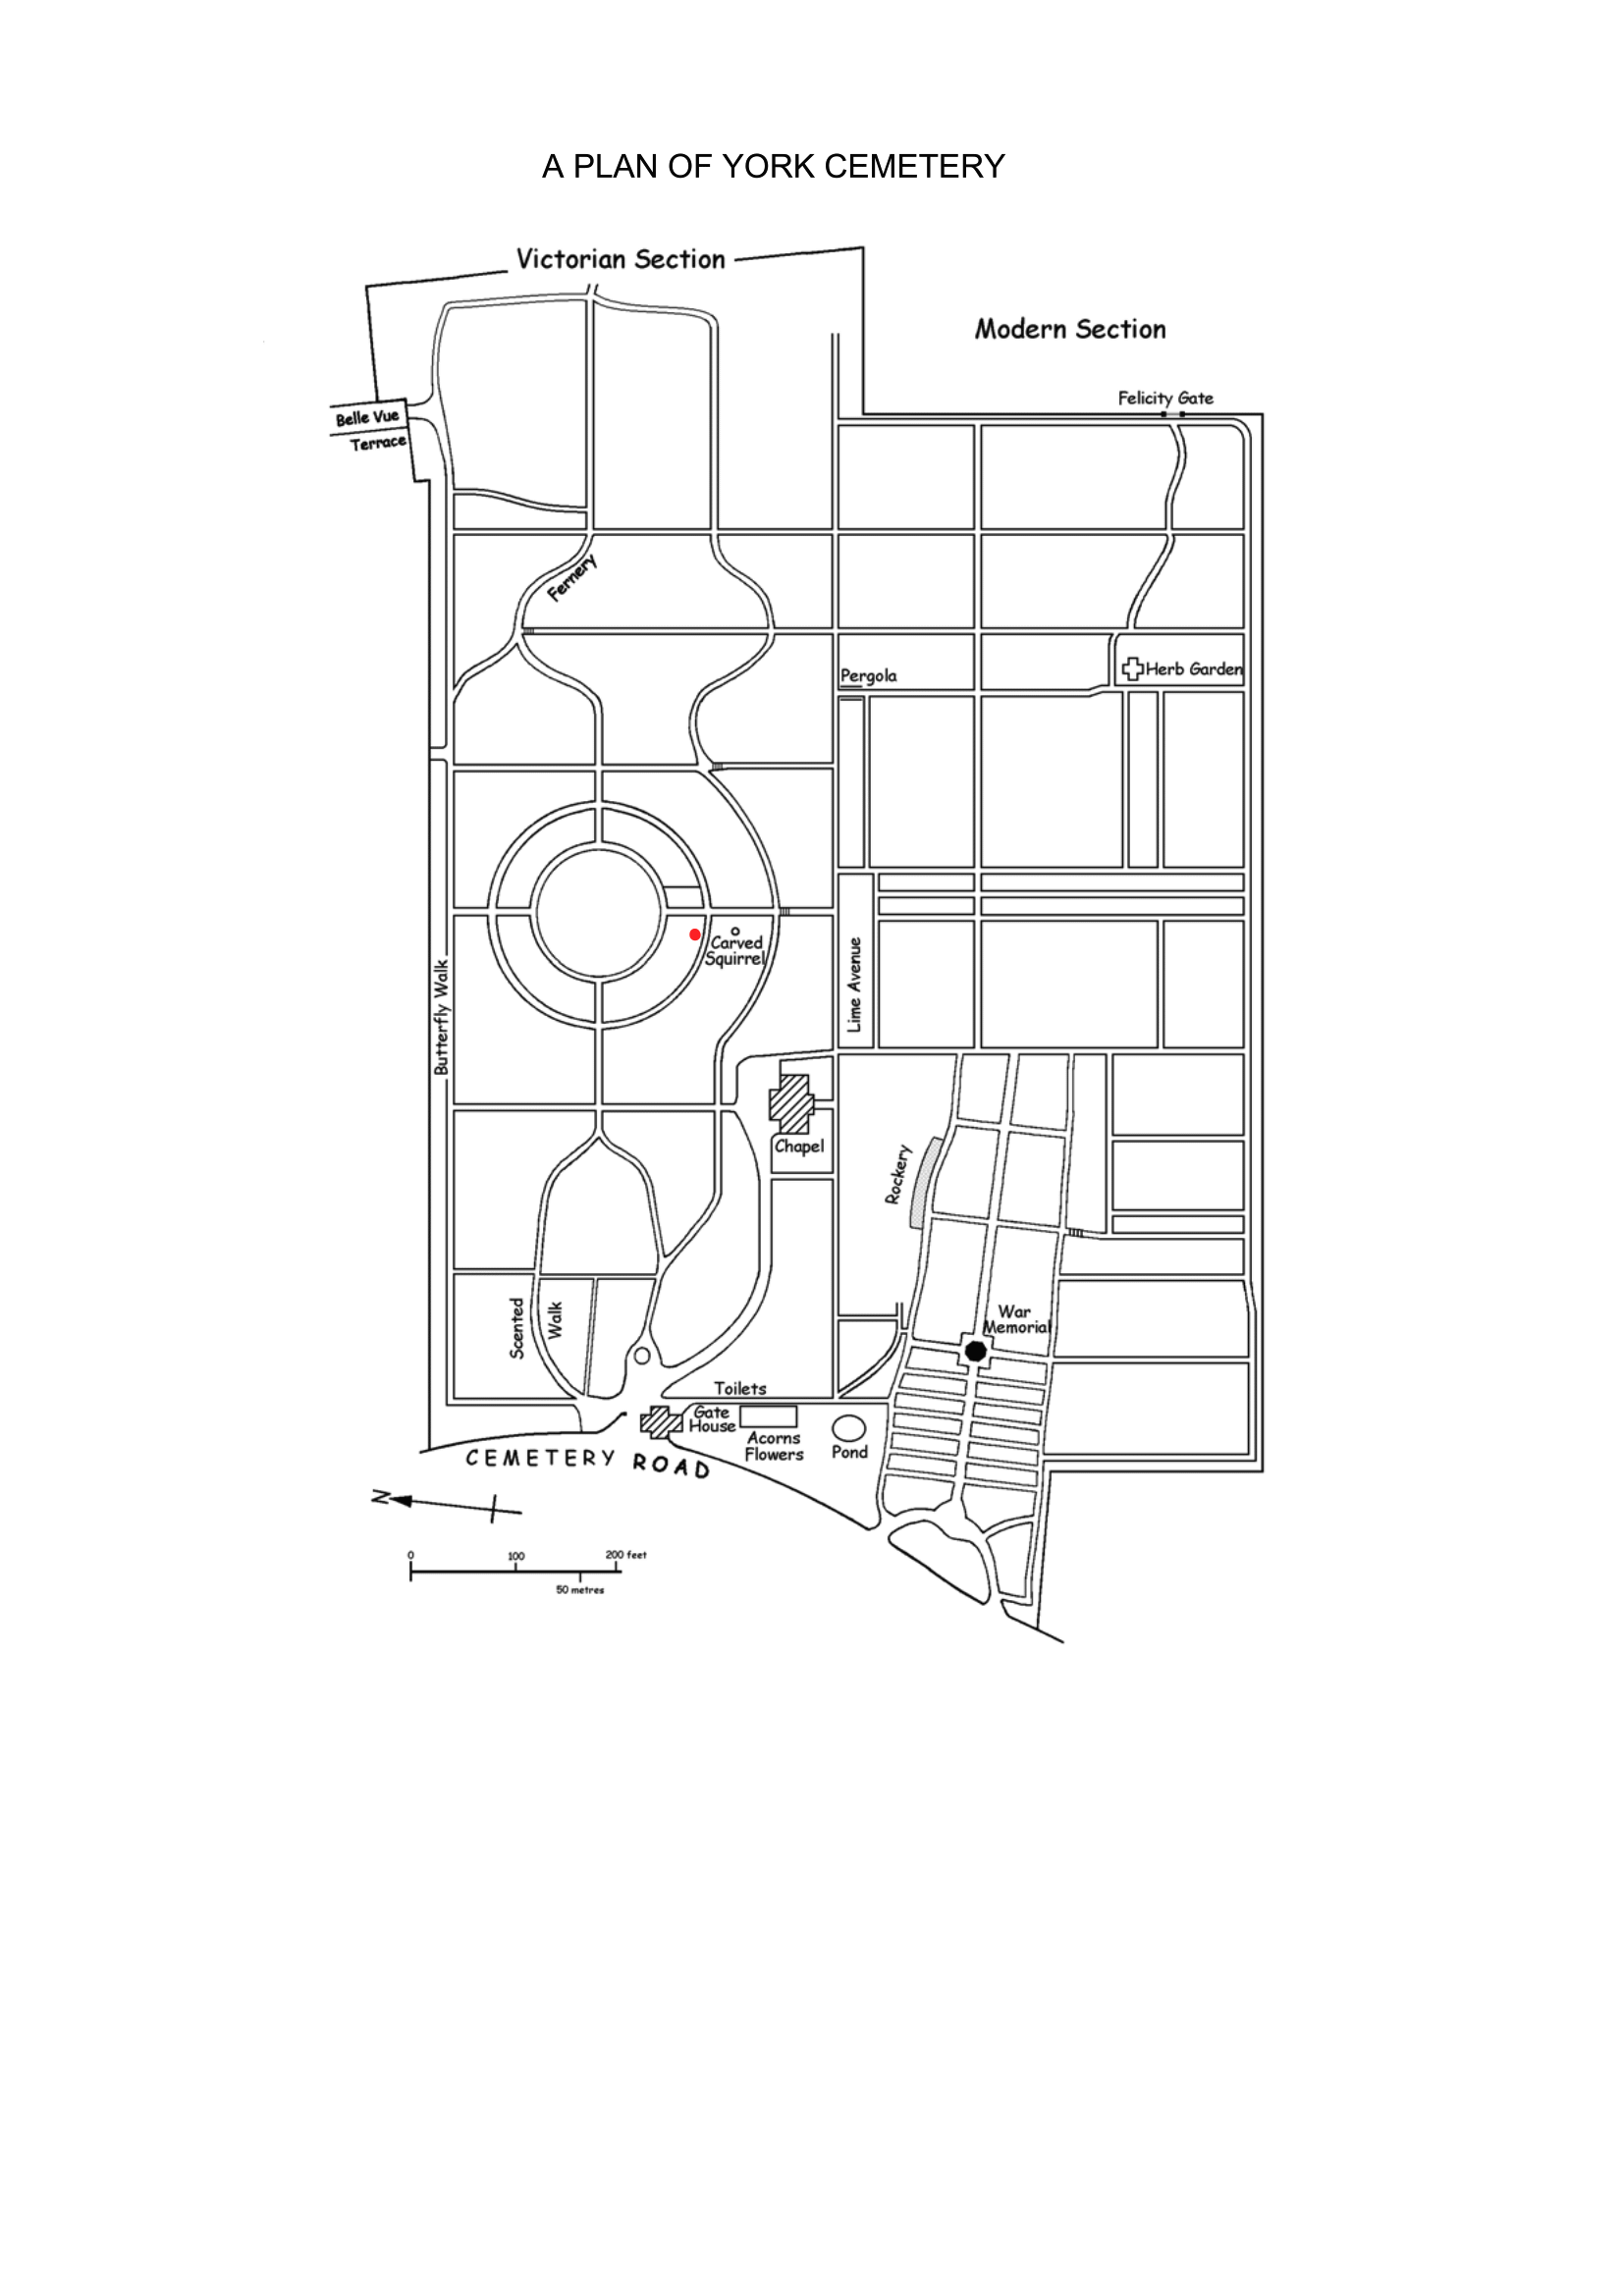 A PLAN OF YORK CEMETERY
Victorian Section
Modern Section
Felicity Gate
Belle Vue
Terrace
Fernery
Pergola
Herb Garden
Carved
Squirrel
Lime Avenue
Butterfly Walk
Chapel
Rockery
Scented
Walk
War
Memorial
Toilets
Gate
House
Acorns
Flowers
Pond
CEMETERY ROAD
N
0 100 200 feet
50 metres